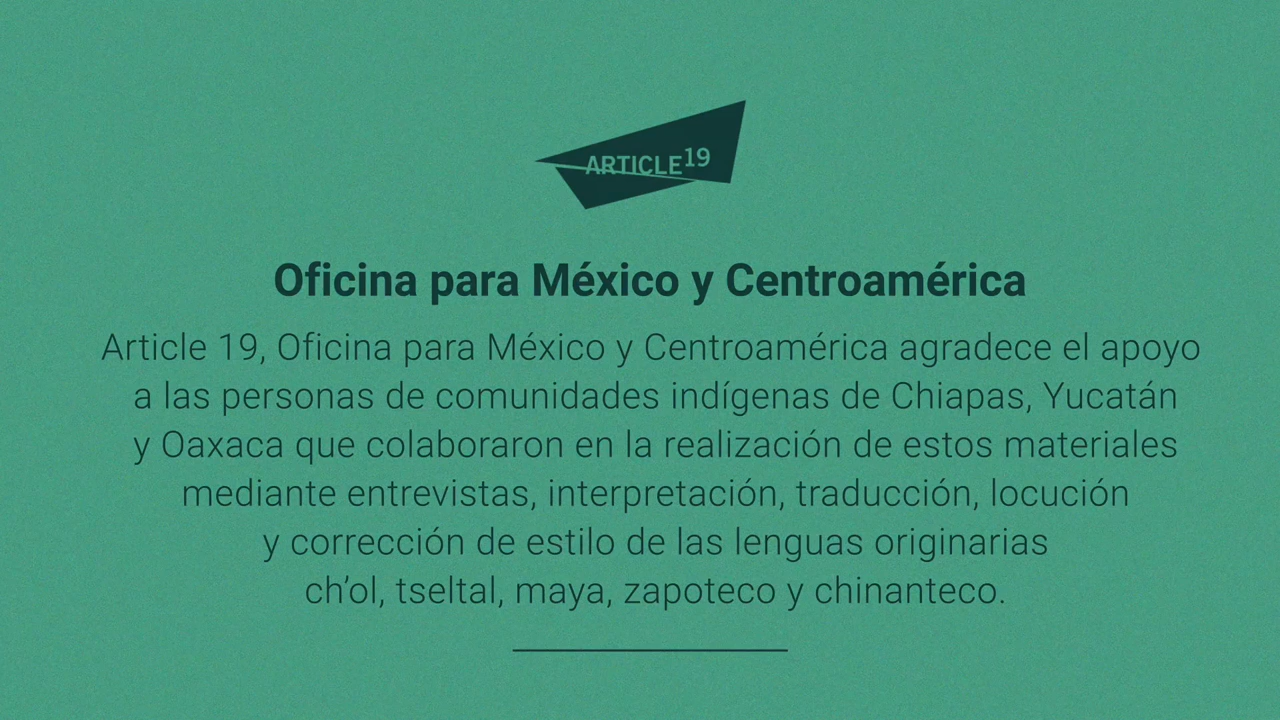 ARTICLE19
Oficina para México y Centroamérica
Article 19, Oficina para México y Centroamérica agradece el apoyo
a las personas de comunidades indígenas de Chiapas, Yucatán
y Oaxaca que colaboraron en la realización de estos materiales
mediante entrevistas, interpretación, traducción, locución
y corrección de estilo de las lenguas originarias
ch’ol, tseltal, maya, zapoteco y chinanteco.